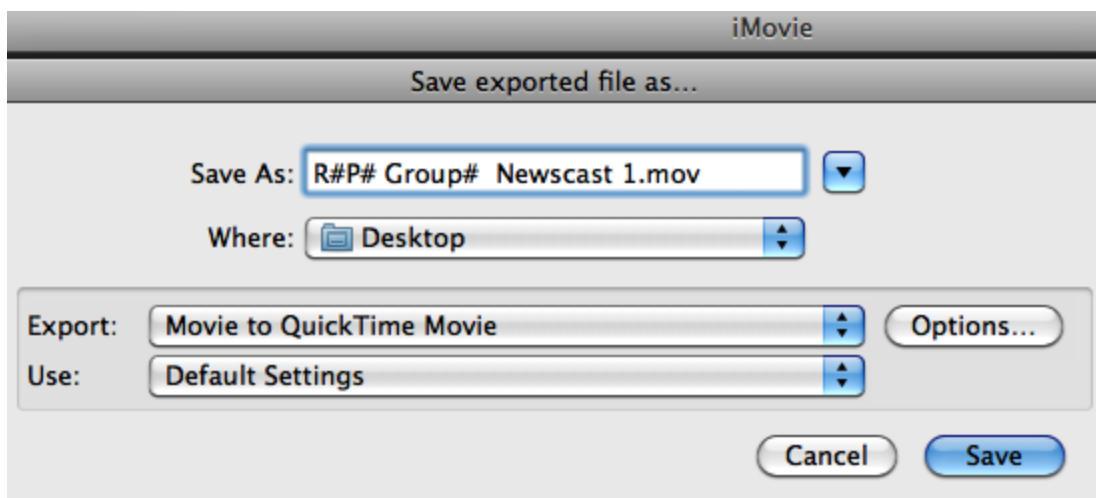 iMovie
Save exported file as...
Save As: R#P# Group#  Newscast 1.mov
Where: Desktop
Export: Movie to QuickTime Movie Options...
Use: Default Settings
Cancel Save